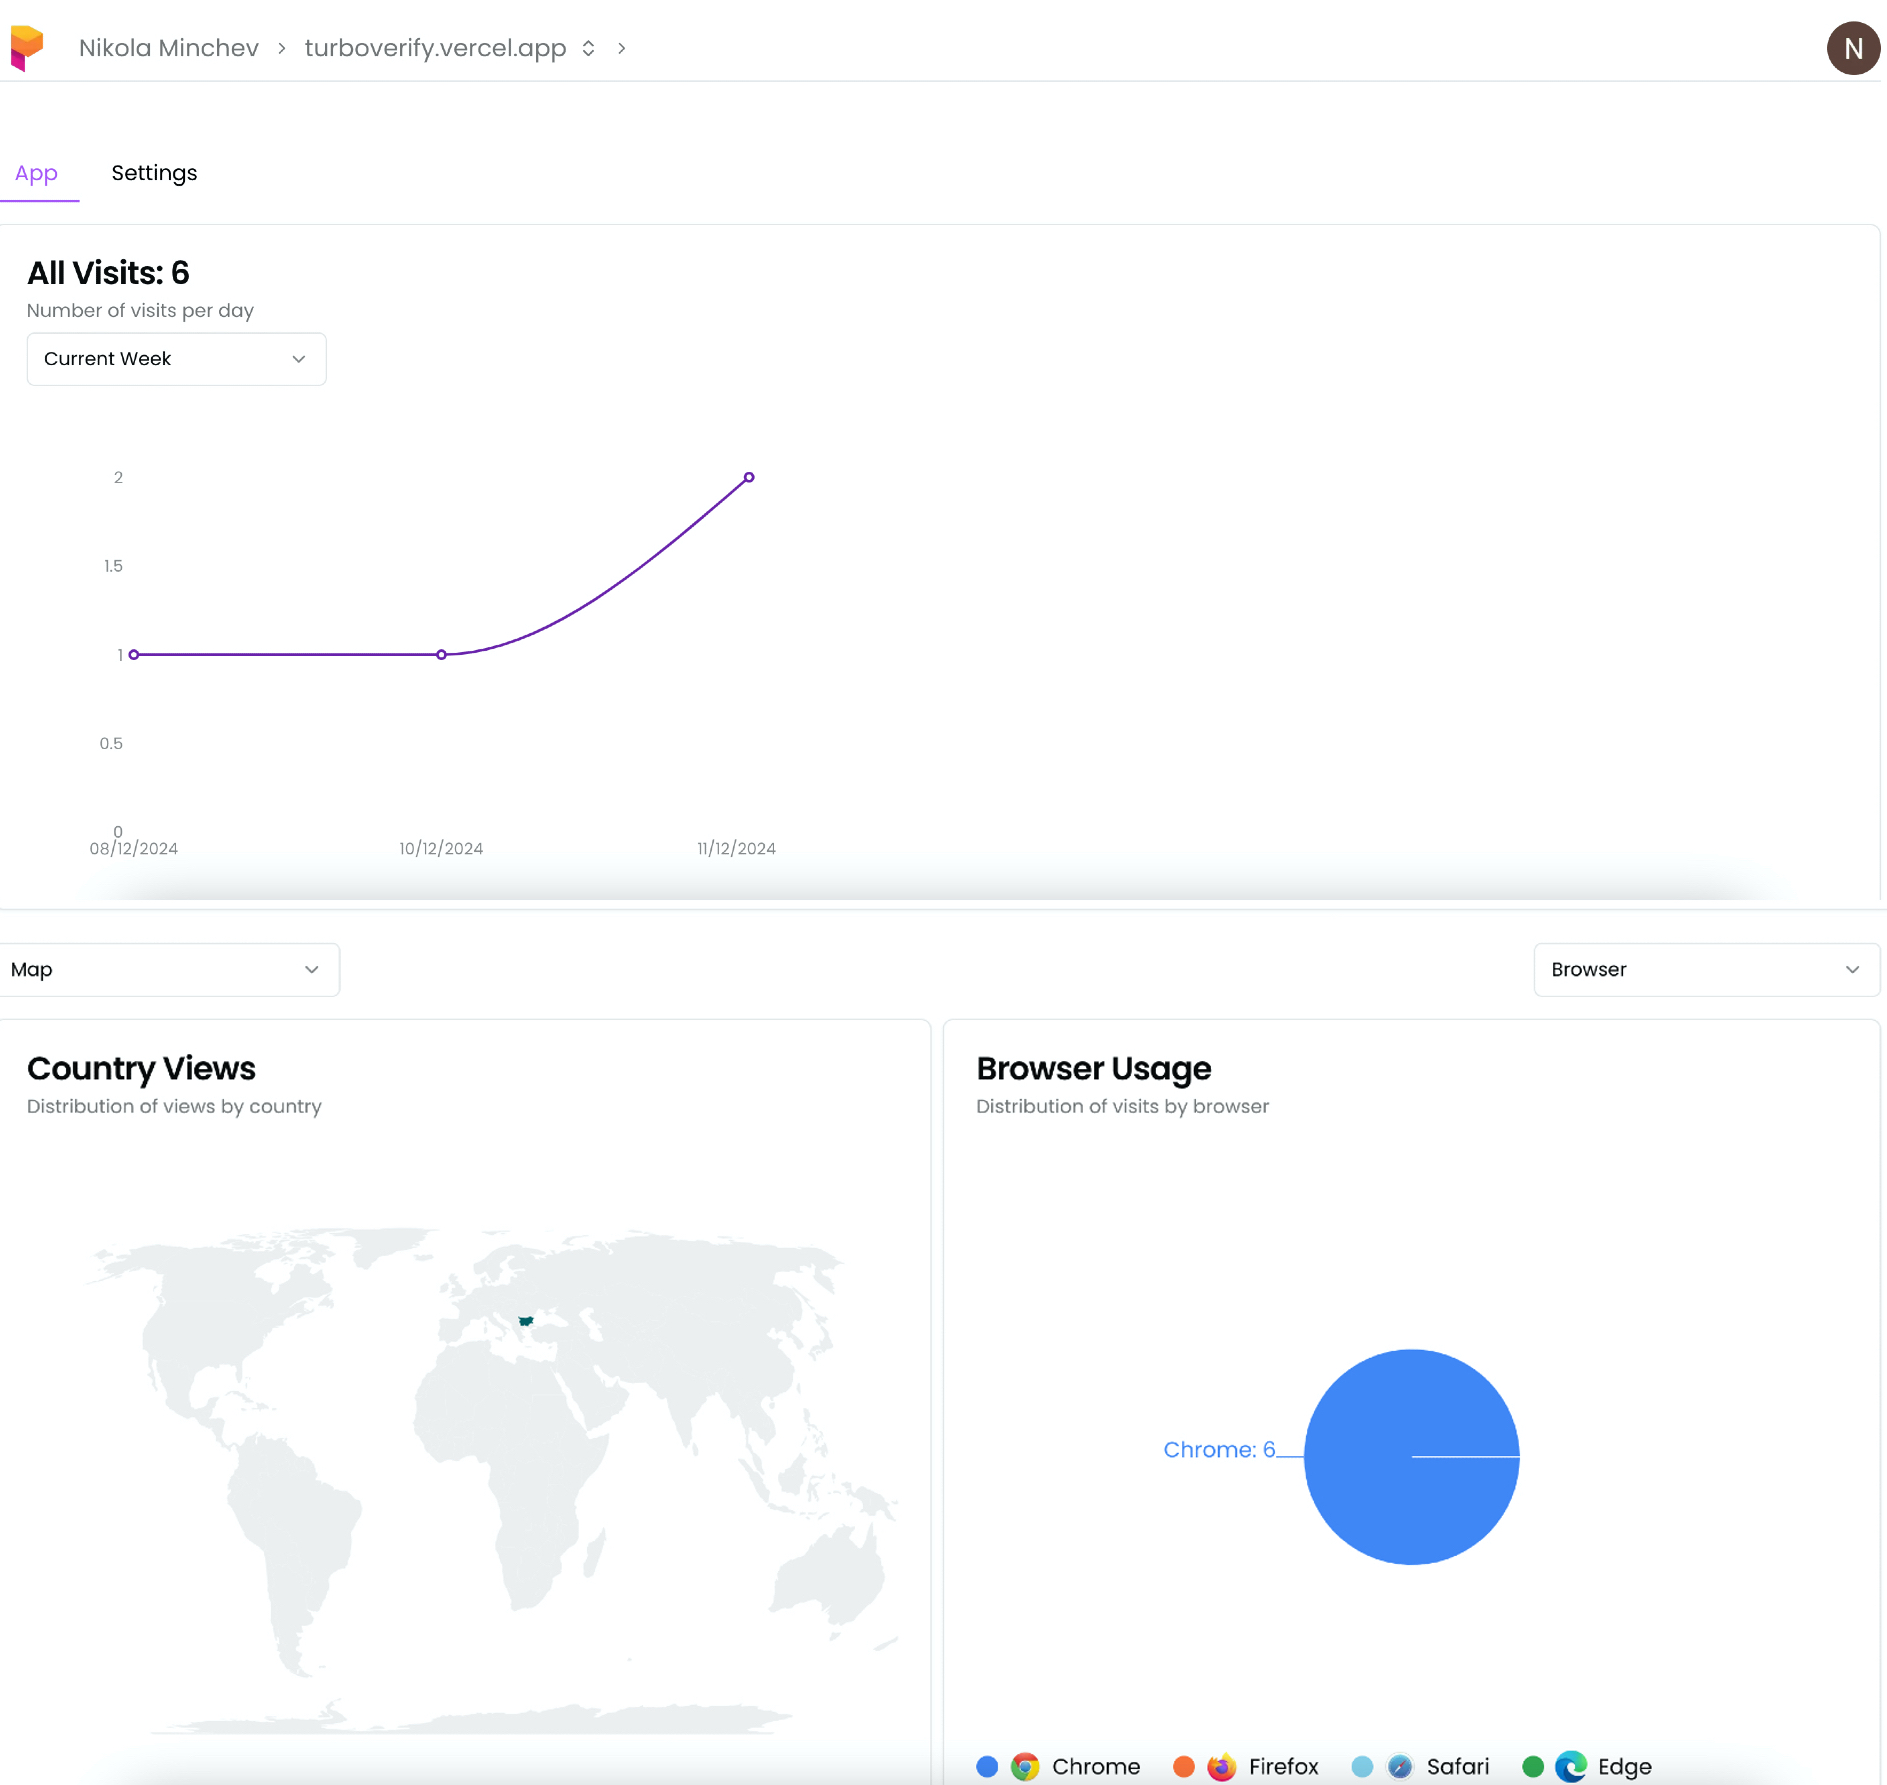 Nikola Minchev > turboverify.vercel.app >
N
App Settings
All Visits: 6
Number of visits per day
Current Week
2
1.5
1
0.5
0
08/12/2024 10/12/2024 11/12/2024
Map
Browser
Country Views
Distribution of views by country
Browser Usage
Distribution of visits by browser
Chrome: 6
Chrome Firefox Safari Edge